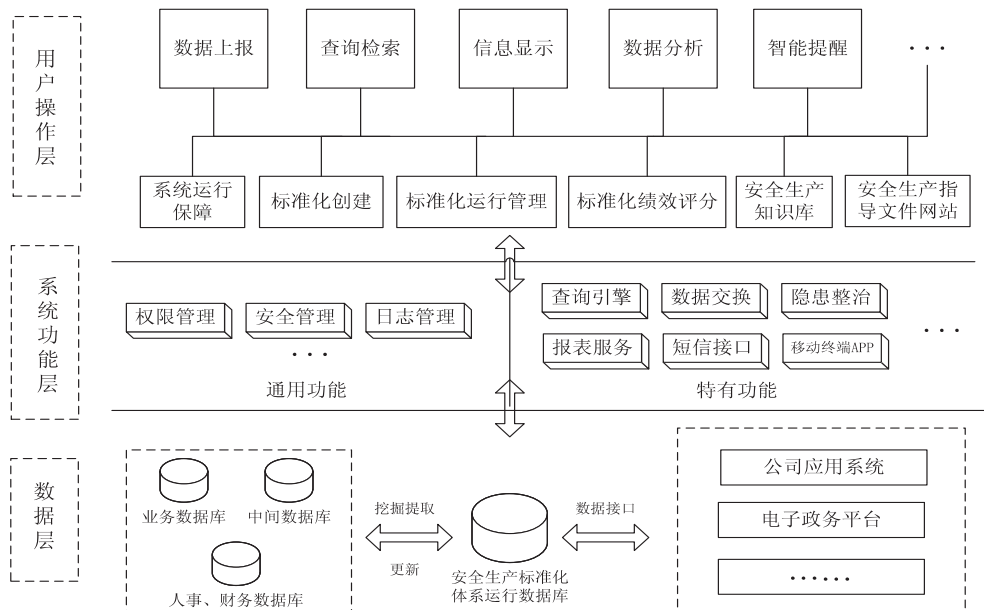 用户操作层
数据上报
查询检索
信息显示
数据分析
智能提醒
···
系统运行
保障
标准化创建
标准化运行管理
标准化绩效评分
安全生产
知识库
安全生产指
导文件网站
系统功能层
权限管理
安全管理
日志管理
···
通用功能
查询引擎
数据交换
隐患整治
报表服务
短信接口
移动终端APP
···
特有功能
数据层
业务数据库
中间数据库
人事、财务数据库
挖掘提取
更新
安全生产标准化
体系运行数据库
数据接口
公司应用系统
电子政务平台
······